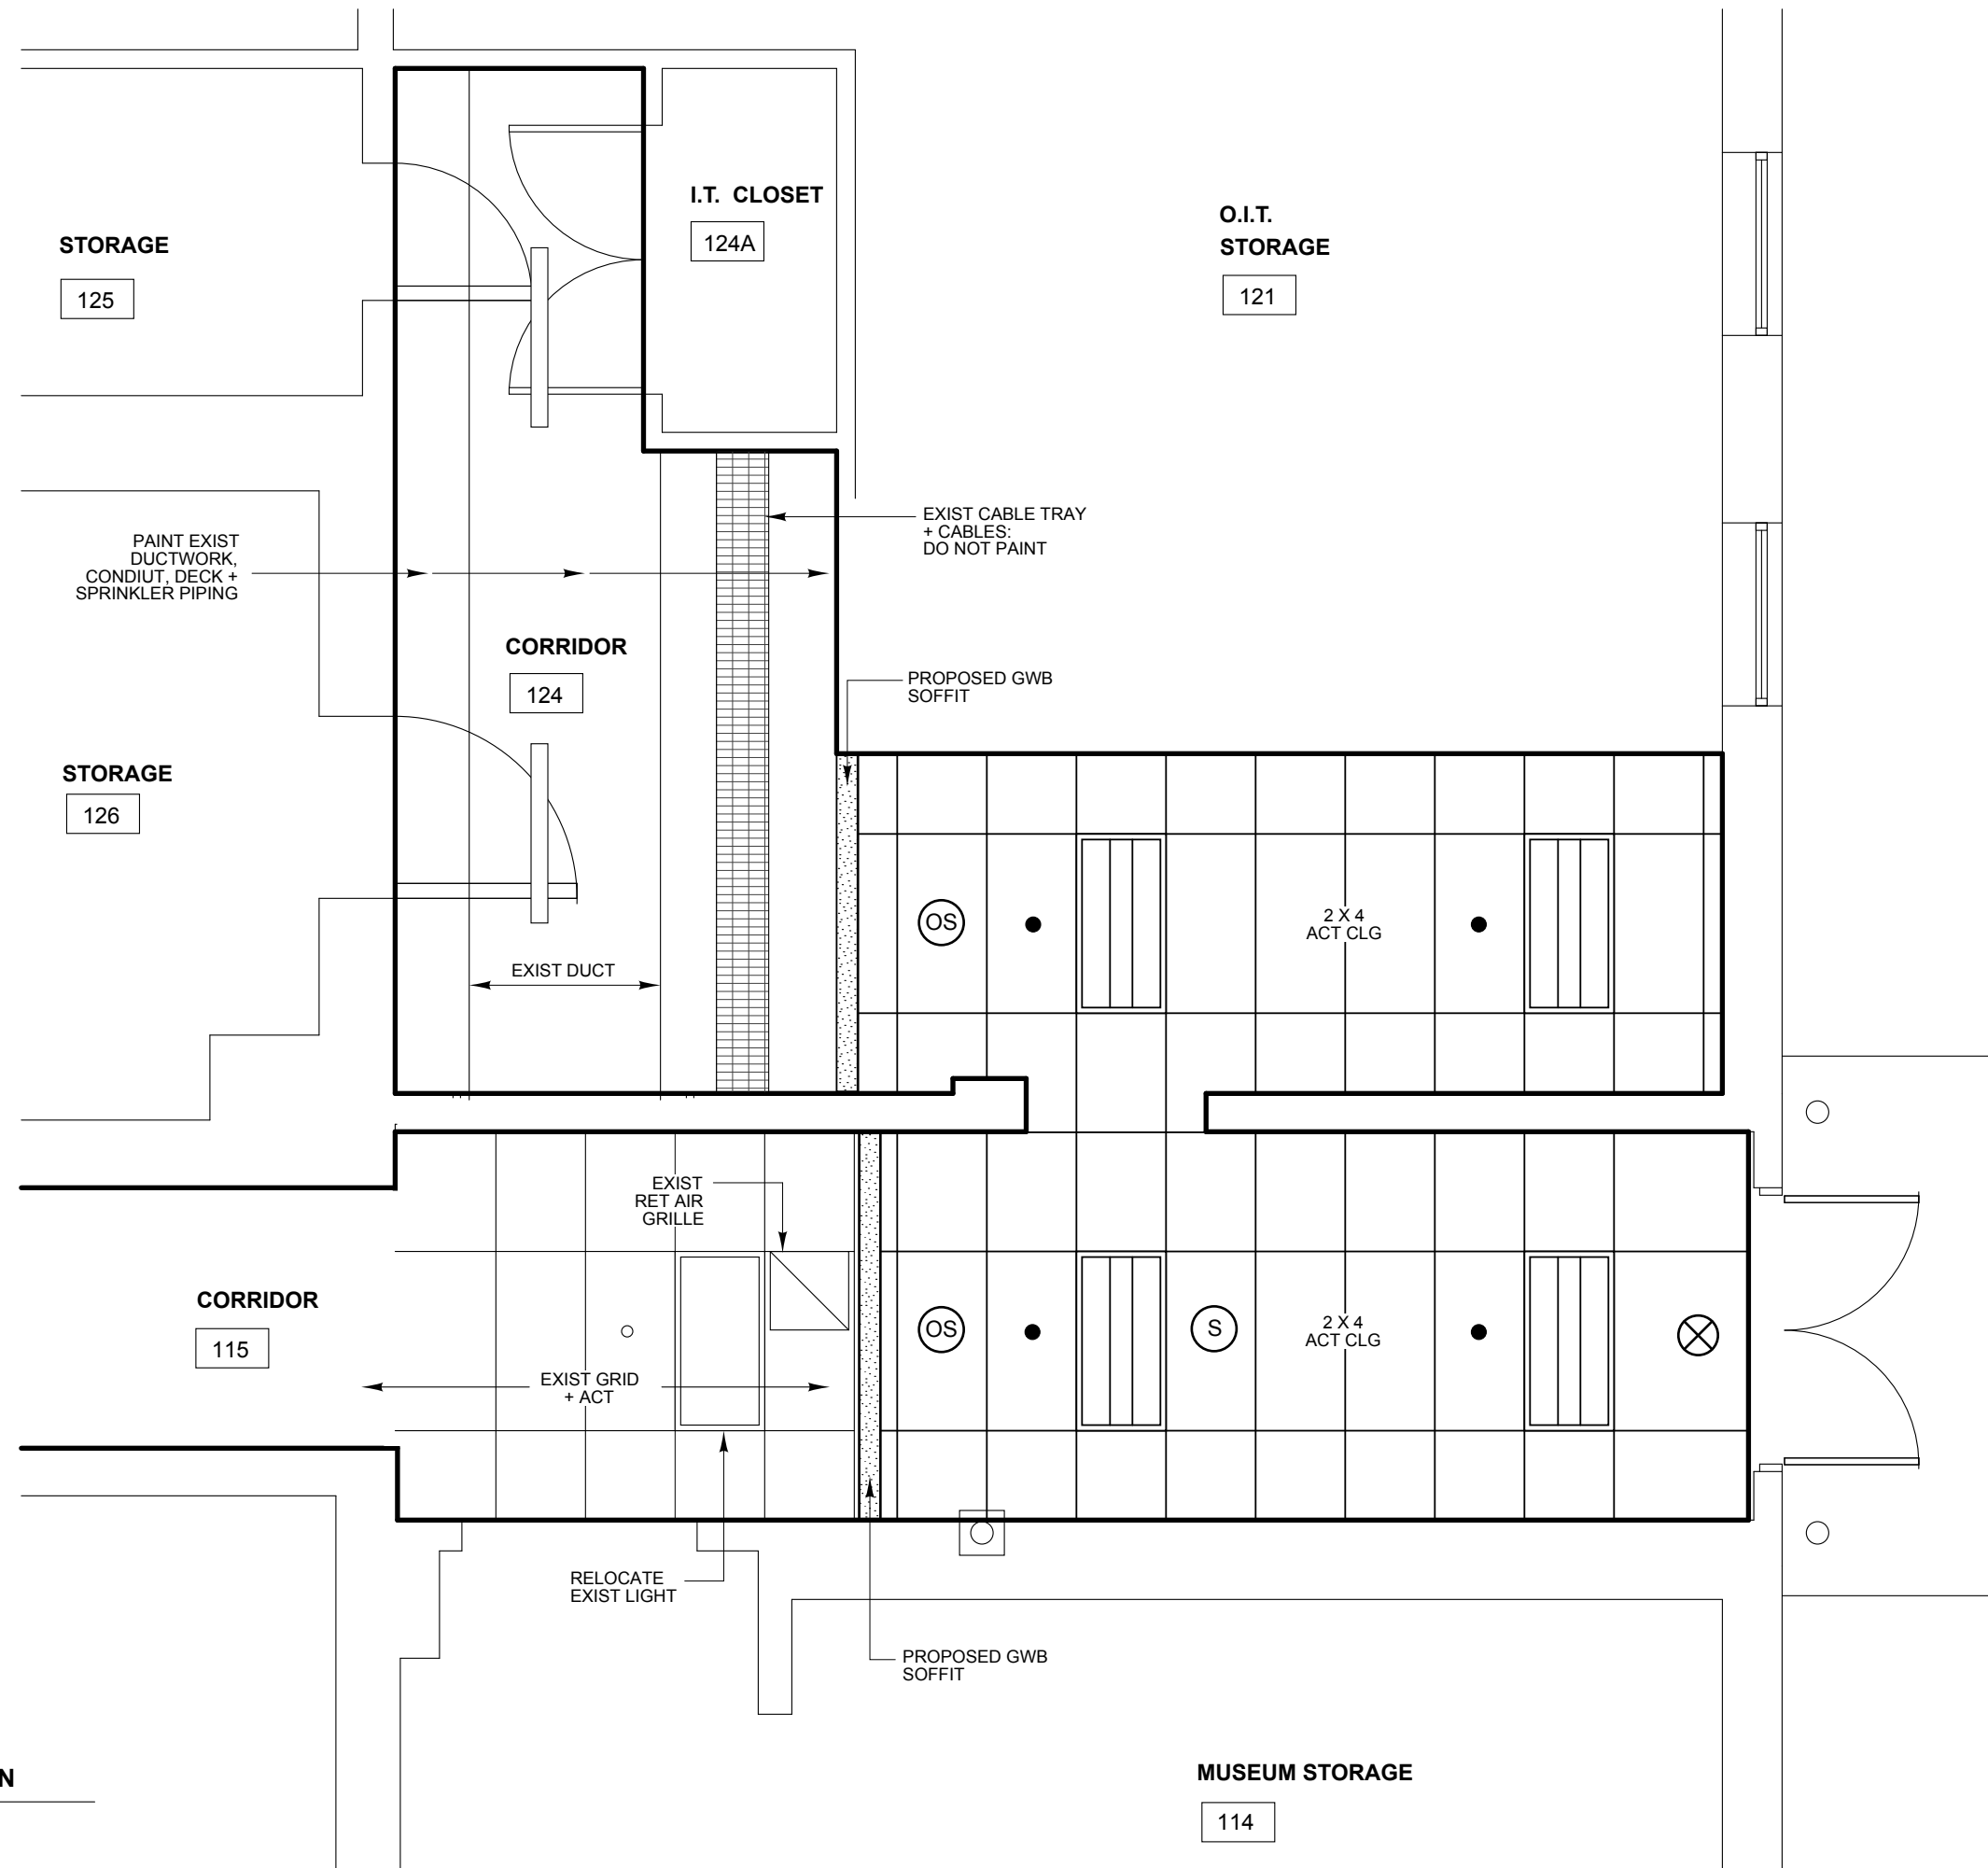 I.T. CLOSET
124A
O.I.T.
STORAGE
121
STORAGE
125
EXIST CABLE TRAY
+ CABLES:
DO NOT PAINT
PAINT EXIST
DUCTWORK,
CONDIUT, DECK +
SPRINKLER PIPING
CORRIDOR
124
PROPOSED GWB
SOFFIT
STORAGE
126
OS
2 X 4
ACT CLG
EXIST DUCT
EXIST
RET AIR
GRILLE
CORRIDOR
115
OS
S
2 X 4
ACT CLG
EXIST GRID
+ ACT
RELOCATE
EXIST LIGHT
PROPOSED GWB
SOFFIT
N
MUSEUM STORAGE
114